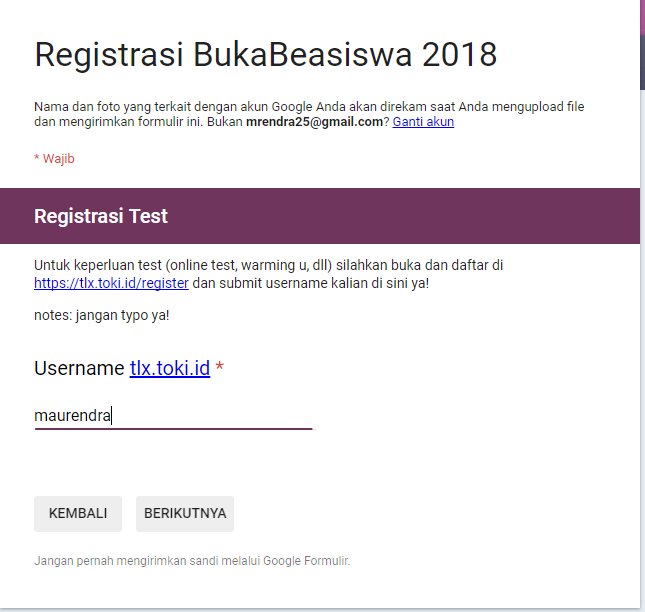 Registrasi BukaBeasiswa 2018
Nama dan foto yang terkait dengan akun Google Anda akan direkam saat Anda mengupload file
dan mengirimkan formulir ini. Bukan mrendra25@gmail.com? Ganti akun
* Wajib
Registrasi Test
Untuk keperluan test (online test, warming u, dll) silahkan buka dan daftar di
https://tlx.toki.id/register dan submit username kalian di sini ya!
notes: jangan typo ya!
Username tlx.toki.id *
maurendra
KEMBALI BERIKUTNYA
Jangan pernah mengirimkan sandi melalui Google Formulir.